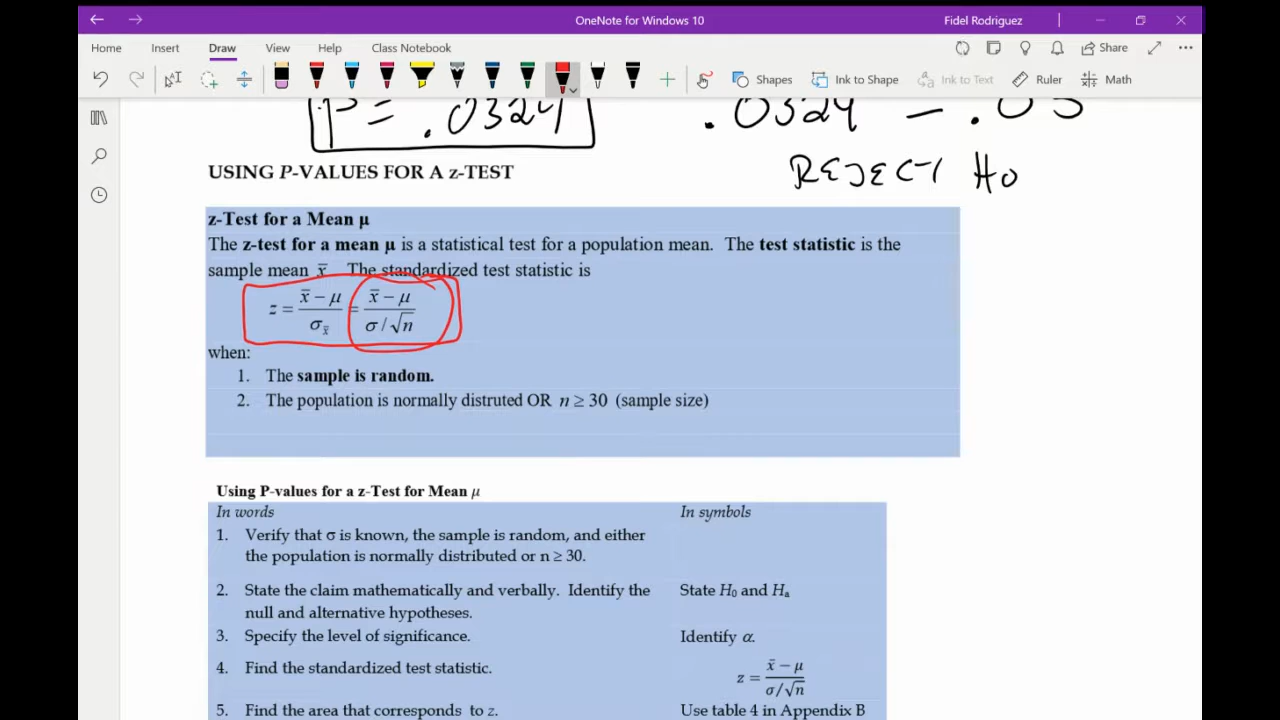 OneNote for Windows 10
Fidel Rodriguez
Home Insert Draw View Help Class Notebook
Share
Shapes Ink to Shape Ink to Text Ruler Math
P = .0324
.0324 - .05
REJECT Ho
USING P-VALUES FOR A z-TEST
z-Test for a Mean μ
The z-test for a mean μ is a statistical test for a population mean. The test statistic is the
sample mean x̅ The standardized test statistic is
z = (x̅ − μ) / σx̅ = (x̅ − μ) / (σ / √n)
when:
1. The sample is random.
2. The population is normally distruted OR n ≥ 30 (sample size)
Using P-values for a z-Test for Mean μ
In words In symbols
1. Verify that σ is known, the sample is random, and either
the population is normally distributed or n ≥ 30.
2. State the claim mathematically and verbally. Identify the State H₀ and Hₐ
null and alternative hypotheses.
3. Specify the level of significance. Identify α.
4. Find the standardized test statistic. z = (x̅ − μ) / (σ/√n)
5. Find the area that corresponds to z. Use table 4 in Appendix B